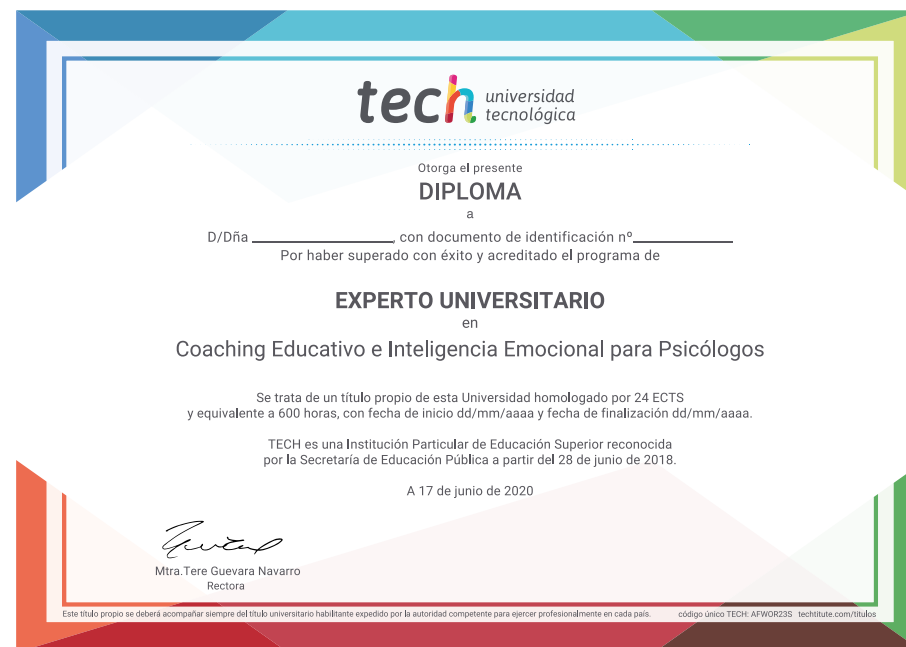 tech universidad
tecnológica
Otorga el presente
DIPLOMA
a
D/Dña ____________________, con documento de identificación nº______________
Por haber superado con éxito y acreditado el programa de
EXPERTO UNIVERSITARIO
en
Coaching Educativo e Inteligencia Emocional para Psicólogos
Se trata de un título propio de esta Universidad homologado por 24 ECTS
y equivalente a 600 horas, con fecha de inicio dd/mm/aaaa y fecha de finalización dd/mm/aaaa.
TECH es una Institución Particular de Educación Superior reconocida
por la Secretaría de Educación Pública a partir del 28 de junio de 2018.
A 17 de junio de 2020
Mtra.Tere Guevara Navarro
Rectora
Este título propio se deberá acompañar siempre del título universitario habilitante expedido por la autoridad competente para ejercer profesionalmente en cada país. código único TECH: AFWOR23S techtitute.com/titulos